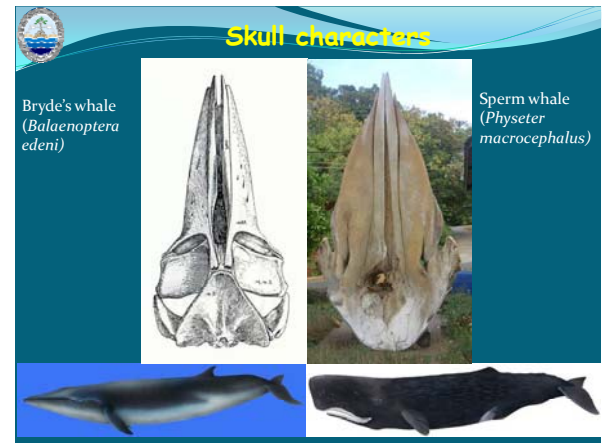 Skull characters
Bryde's whale
(Balaenoptera
edeni)
Sperm whale
(Physeter
macrocephalus)